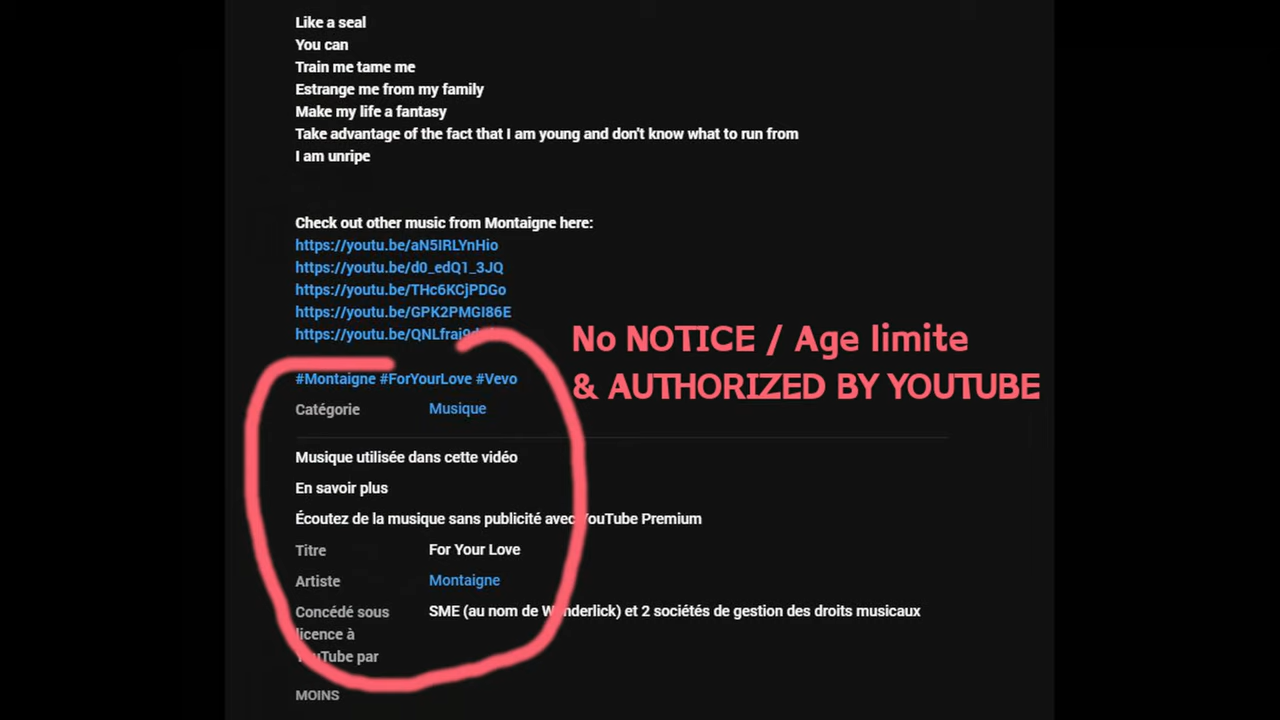 Like a seal
You can
Train me tame me
Estrange me from my family
Make my life a fantasy
Take advantage of the fact that I am young and don't know what to run from
I am unripe
Check out other music from Montaigne here:
https://youtu.be/aN5IRLYnHio
https://youtu.be/d0_edQ1_3JQ
https://youtu.be/THc6KCjPDGo
https://youtu.be/GPK2PMGI86E
No NOTICE / Age limite
& AUTHORIZED BY YOUTUBE
#Montaigne #ForYourLove #Vevo
Catégorie Musique
Musique utilisée dans cette vidéo
En savoir plus
Écoutez de la musique sans publicité avec YouTube Premium
Titre For Your Love
Artiste Montaigne
Concédé sous SME (au nom de Wonderlick) et 2 sociétés de gestion des droits musicaux
licence à
YouTube par
MOINS